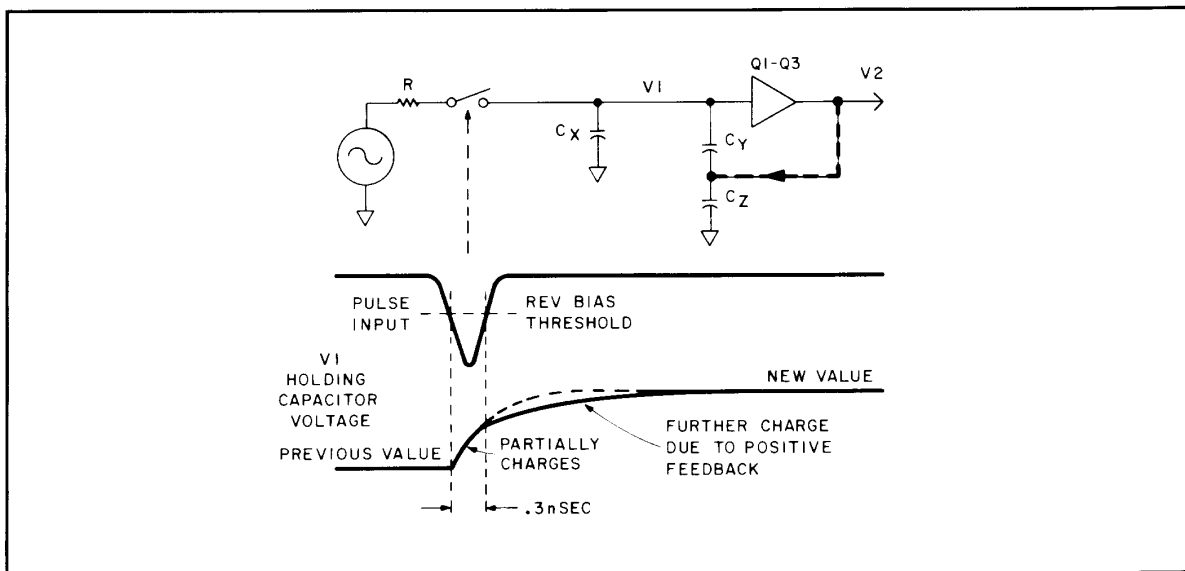 Q1-Q3
V2
R
V1
CX
CY
CZ
PULSE
INPUT
REV BIAS
THRESHOLD
V1
HOLDING
CAPACITOR
VOLTAGE
NEW VALUE
PREVIOUS VALUE
PARTIALLY
CHARGES
FURTHER CHARGE
DUE TO POSITIVE
FEEDBACK
.3nSEC